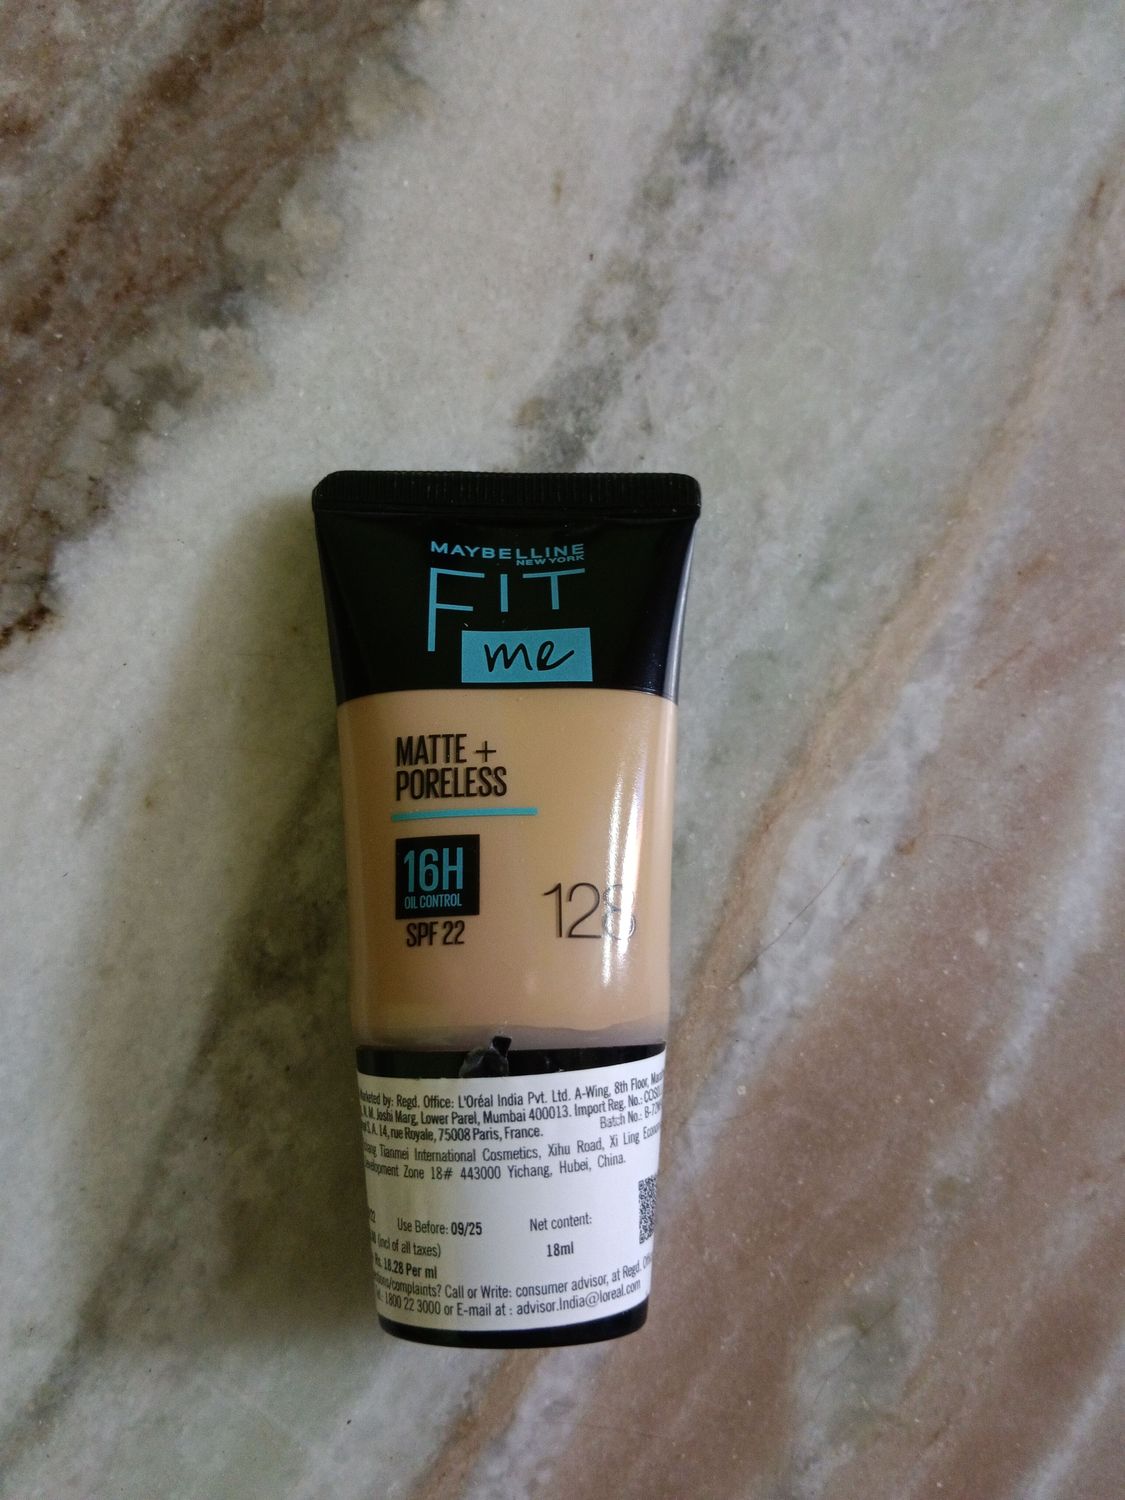 MAYBELLINE
NEW YORK
FIT
me
MATTE +
PORELESS
16H
OIL CONTROL
SPF 22
128
by: Regd. Office: L'Oréal India Pvt. Ltd. A-Wing, 8th Floor,
N. M. Joshi Marg, Lower Parel, Mumbai 400013. Import Reg. No.:
S.A. 14, rue Royale, 75008 Paris, France. Batch No.:
Tianmei International Cosmetics, Xihu Road, Xi Ling
Zone 18# 443000 Yichang, Hubei, China.
Use Before: 09/25 Net content:
(incl of all taxes) 18ml
Rs. 18.28 Per ml
Call or Write: consumer advisor, at Regd.
1800 22 3000 or E-mail at : advisor.India@loreal.com